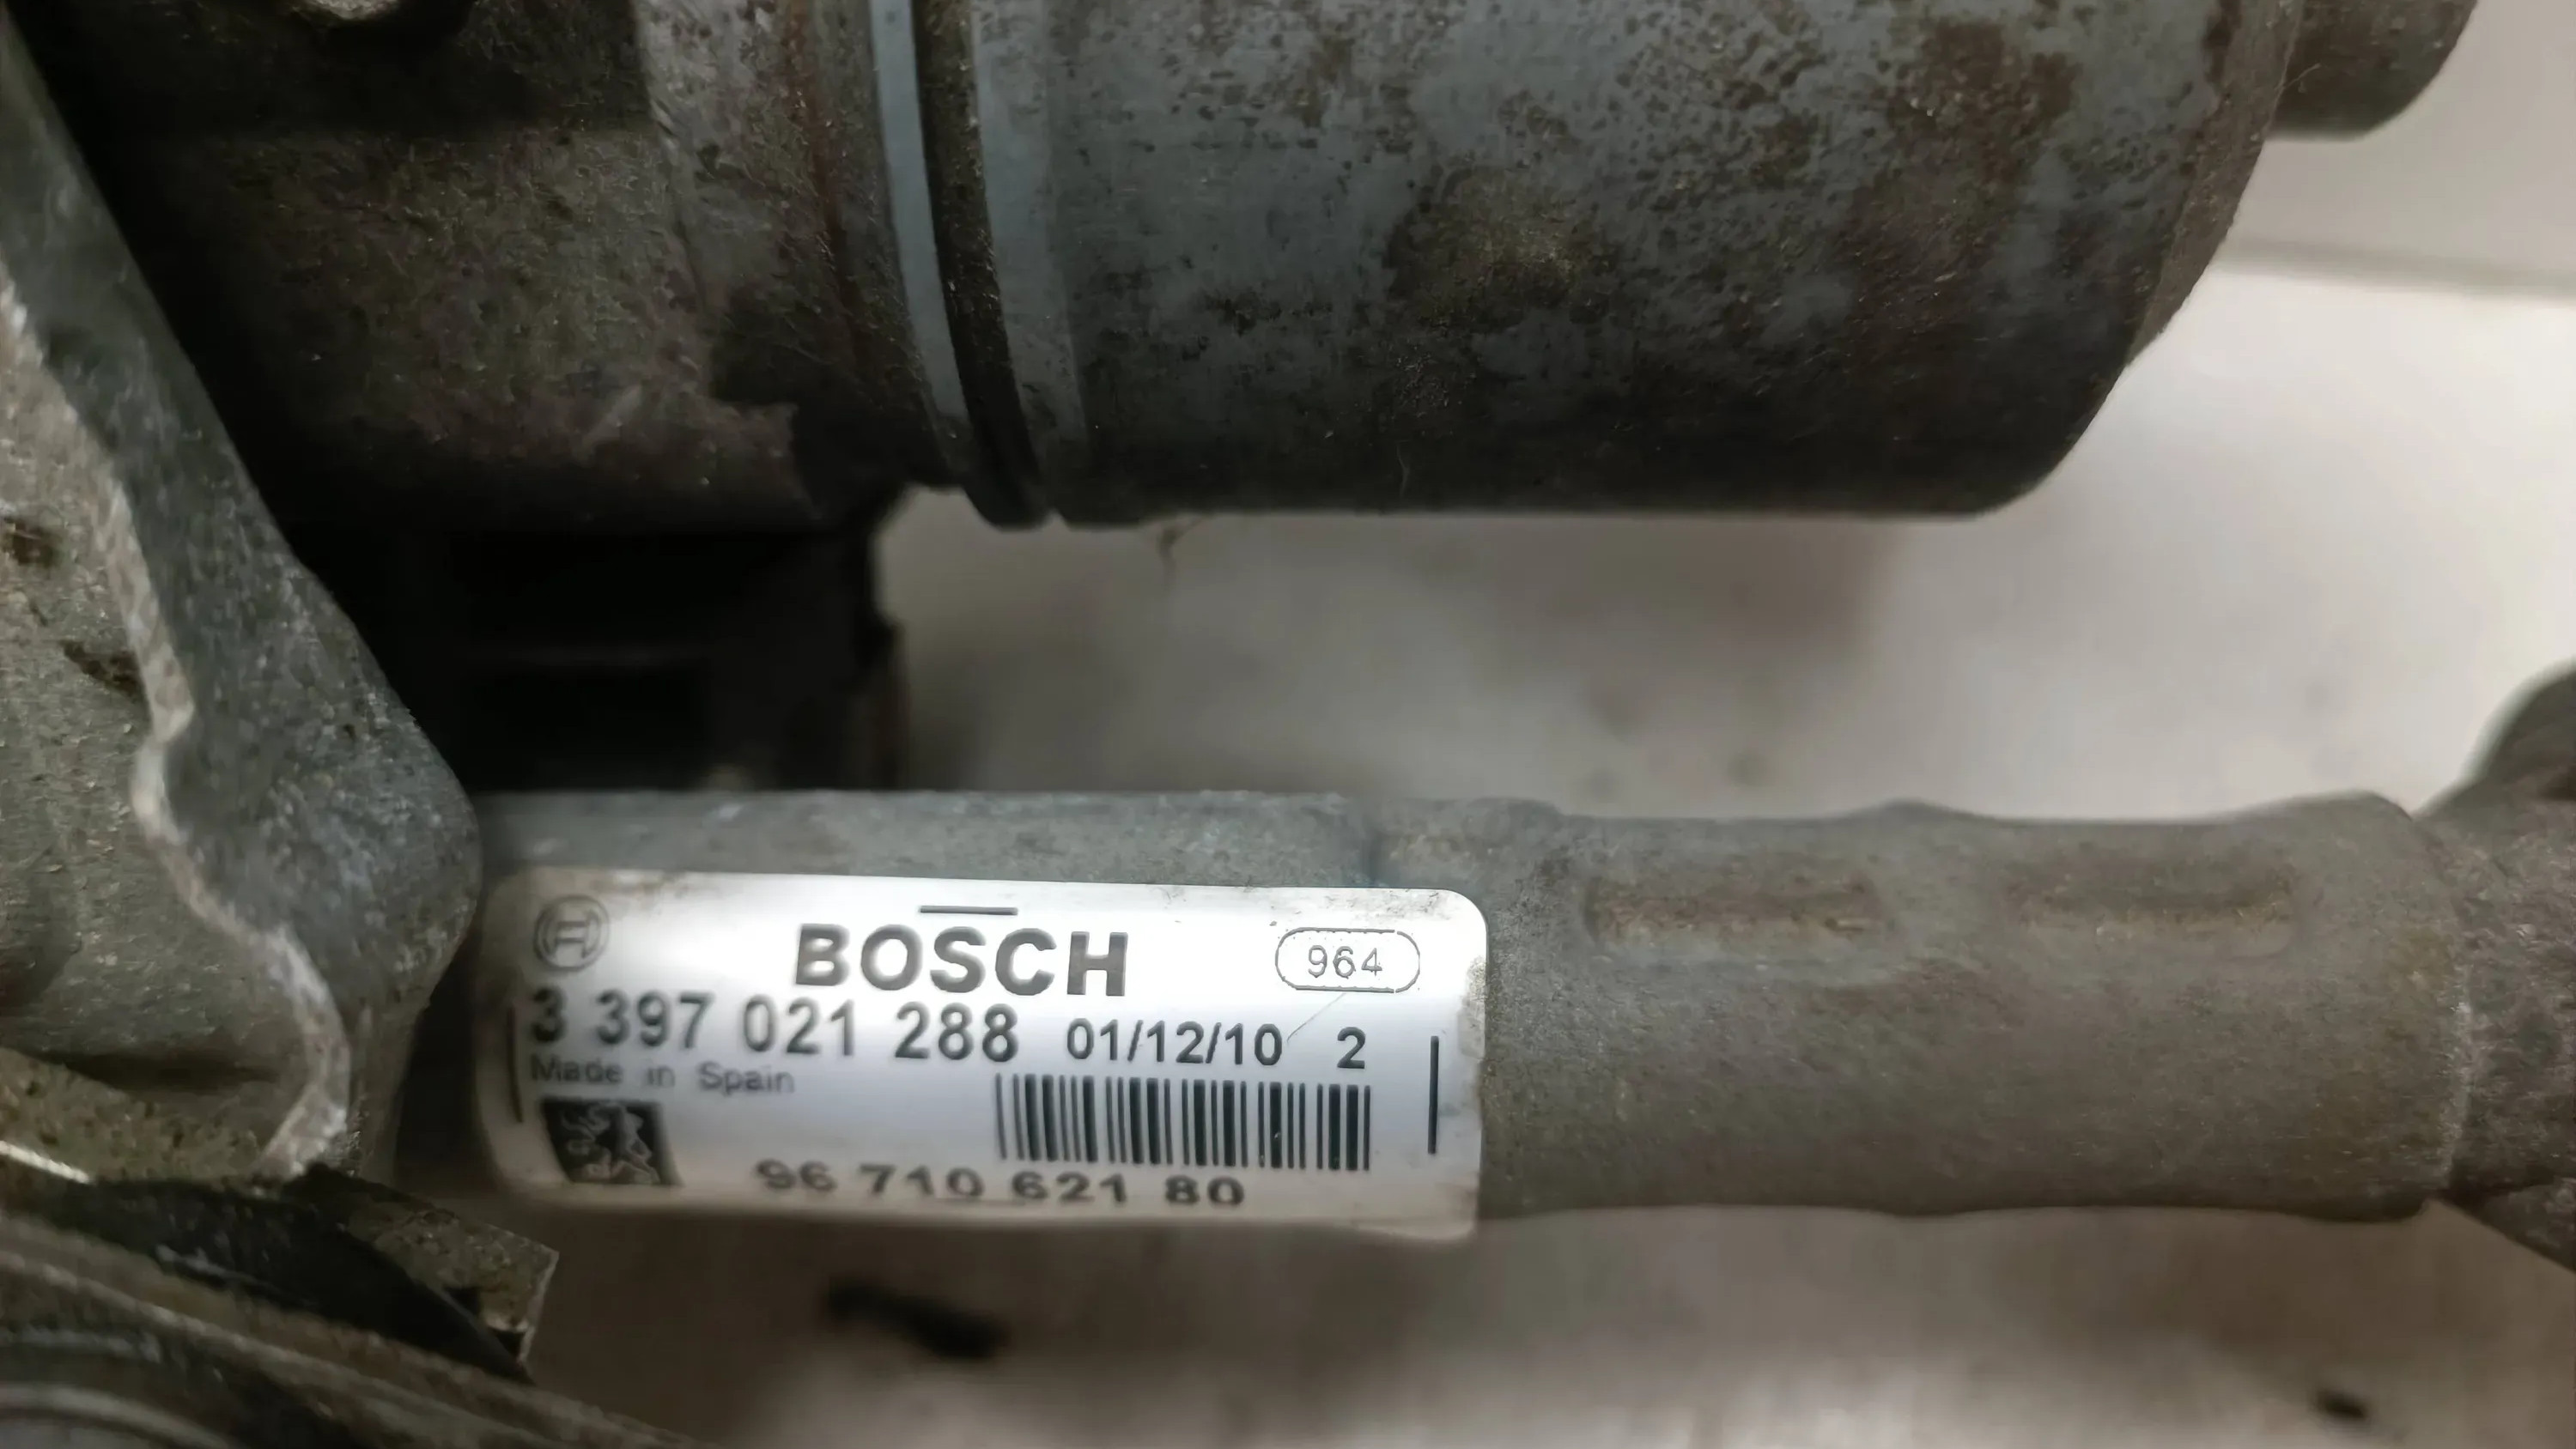 BOSCH 964
3 397 021 288 01/12/10 2
Made in Spain
96 710 621 80